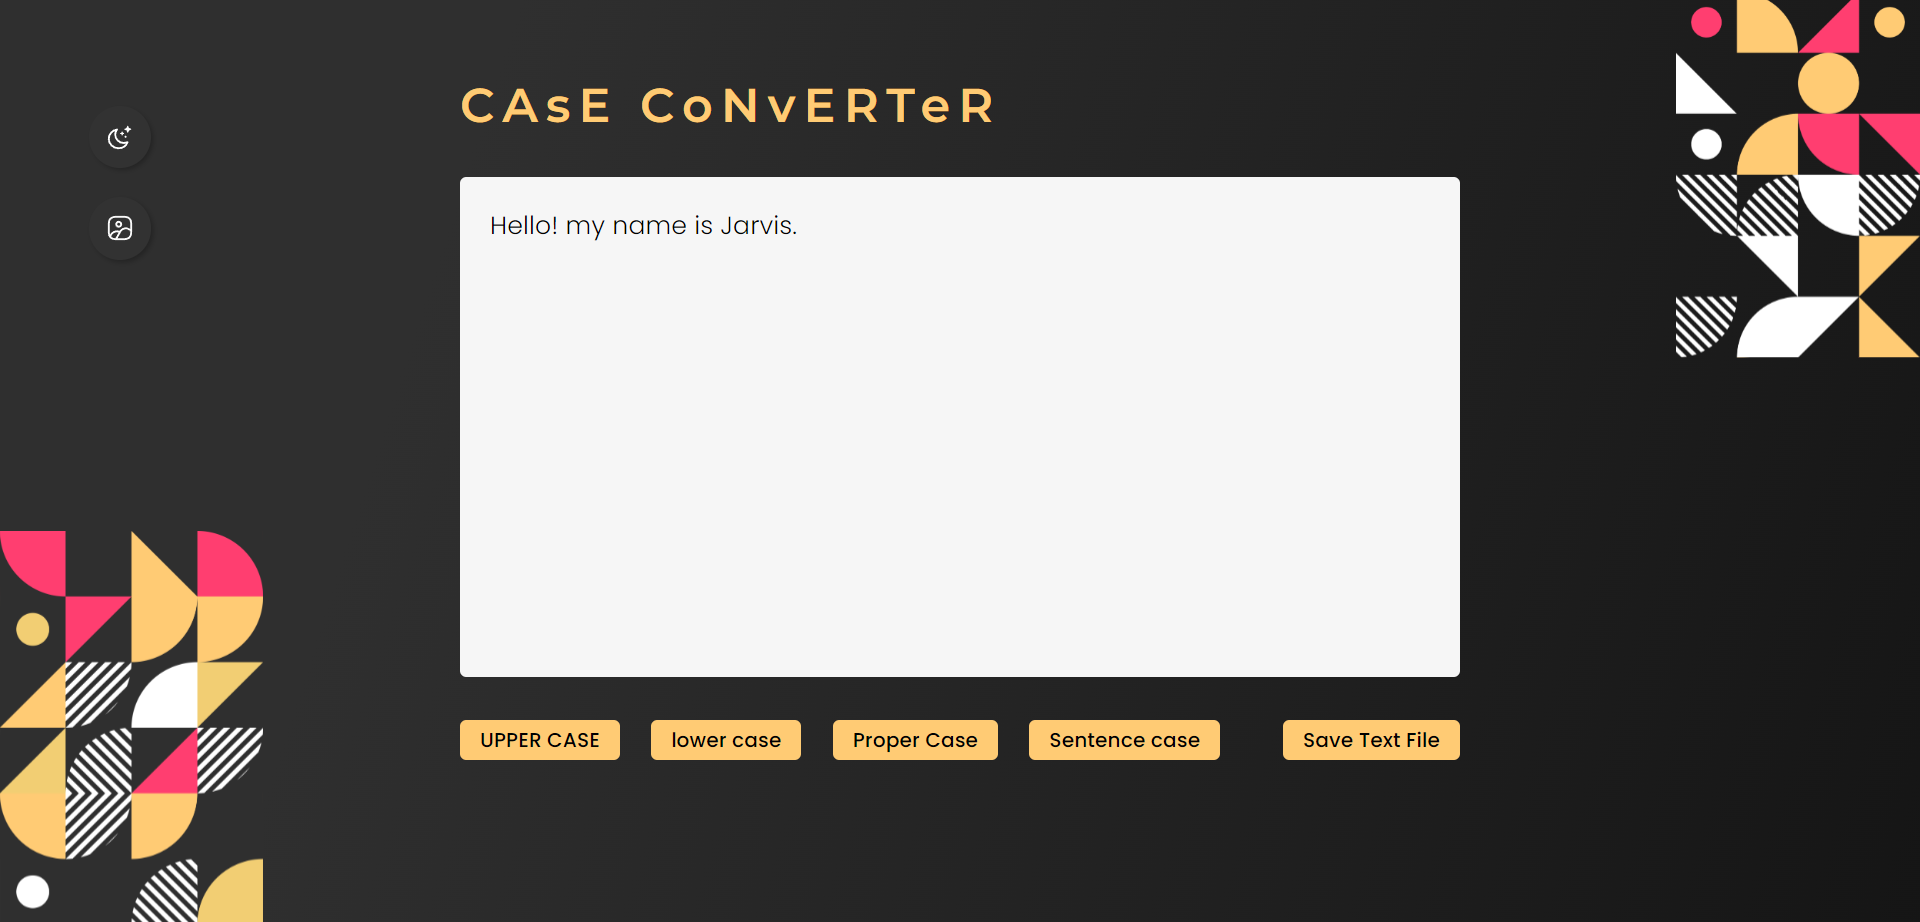 CAsE CoNvERTeR
Hello! my name is Jarvis.
UPPER CASE
lower case
Proper Case
Sentence case
Save Text File